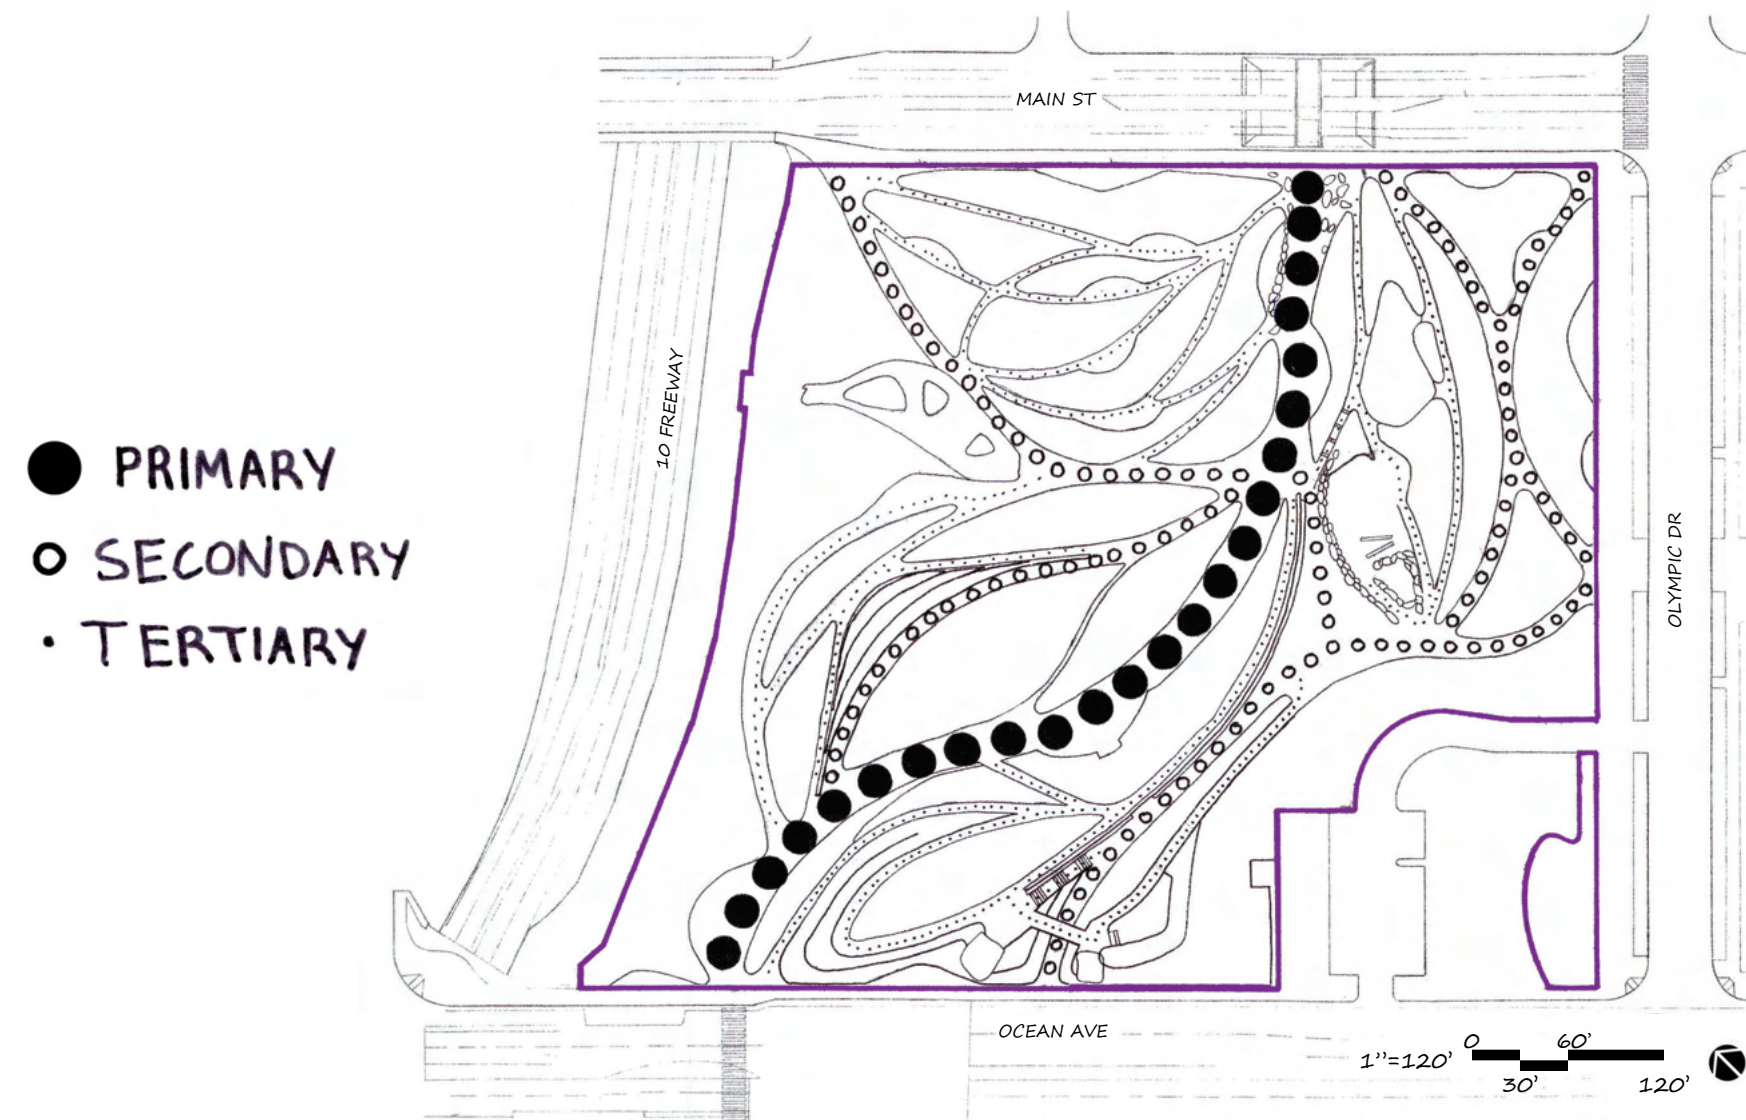 MAIN ST
10 FREEWAY
PRIMARY
SECONDARY
TERTIARY
OLYMPIC DR
OCEAN AVE
1"=120'
0 60'
30' 120'